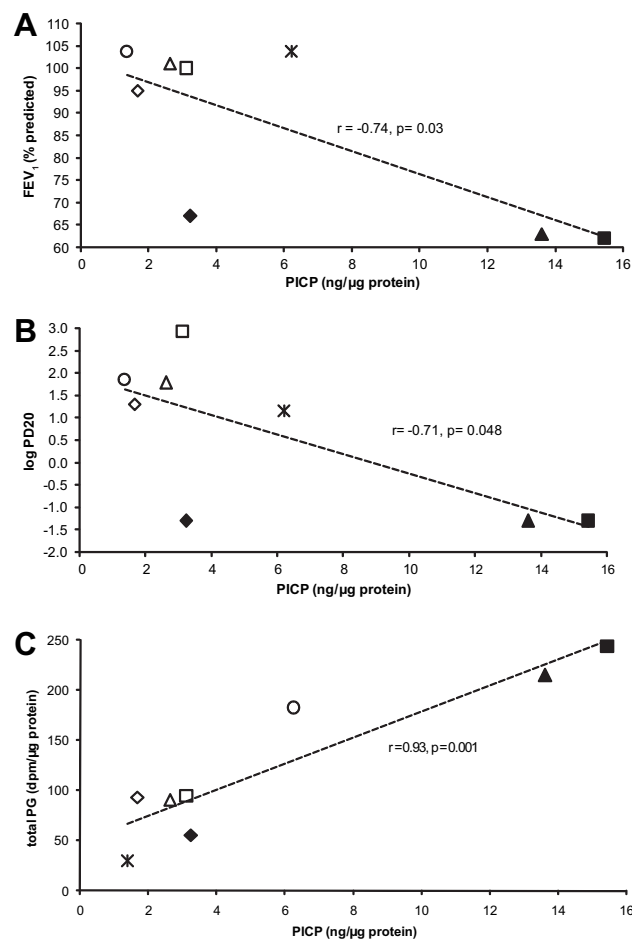 A
110
105
100
95
90
85
80
75
70
65
60
FEV1 (% predicted)
r = -0.74, p= 0.03
0 2 4 6 8 10 12 14 16
PICP (ng/µg protein)
B
3.0
2.5
2.0
1.5
1.0
0.5
0.0
-0.5
-1.0
-1.5
-2.0
log PD20
r= -0.71, p= 0.048
0 2 4 6 8 10 12 14 16
PICP (ng/µg protein)
C
250
200
150
100
50
0
total PG (dpm/µg protein)
r=0.93, p=0.001
0 2 4 6 8 10 12 14 16
PICP (ng/µg protein)